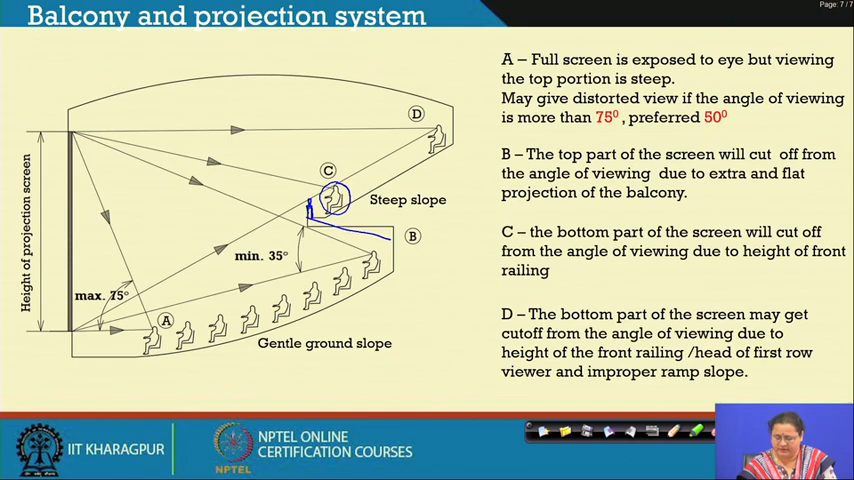 Page: 7 / 7
Balcony and projection system
A – Full screen is exposed to eye but viewing
the top portion is steep.
May give distorted view if the angle of viewing
is more than 75⁰ , preferred 50⁰
B – The top part of the screen will cut off from
the angle of viewing due to extra and flat
projection of the balcony.
C – the bottom part of the screen will cut off
from the angle of viewing due to height of front
railing
D – The bottom part of the screen may get
cutoff from the angle of viewing due to
height of the front railing /head of first row
viewer and improper ramp slope.
Height of projection screen
D
C
Steep slope
B
min. 35°
max. 75°
A
Gentle ground slope
IIT KHARAGPUR
NPTEL
NPTEL ONLINE
CERTIFICATION COURSES